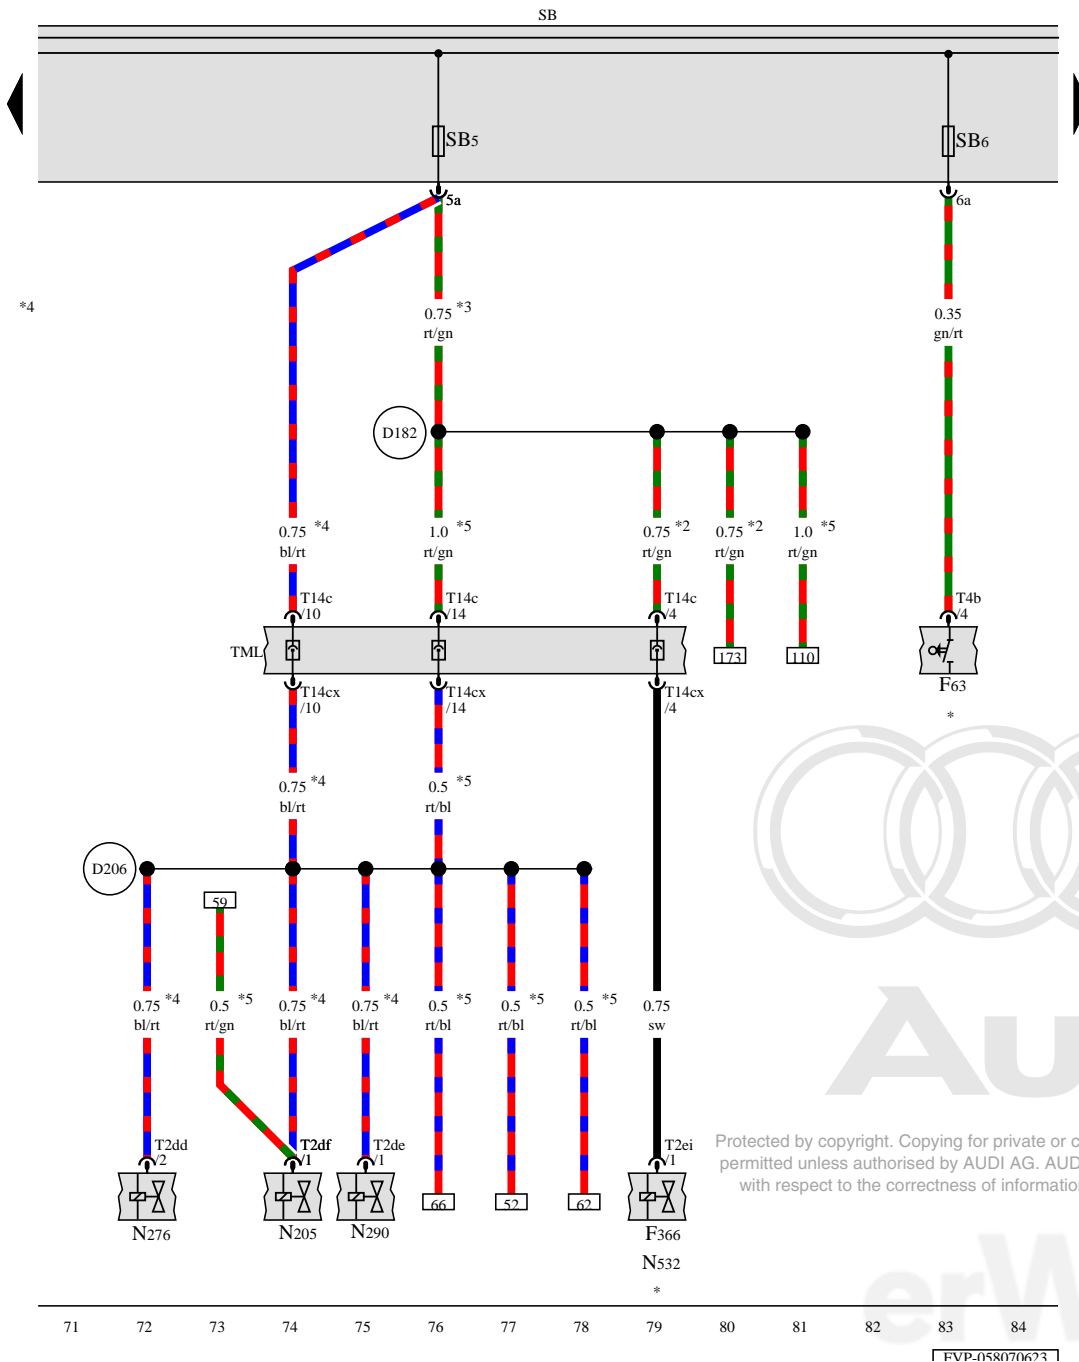 SB
SB5
SB6
5a
6a
*4
0.75 *3
rt/gn
0.35
gn/rt
D182
0.75 *4
bl/rt
1.0 *5
rt/gn
0.75 *2
rt/gn
0.75 *2
rt/gn
1.0 *5
rt/gn
T14c
/10
T14c
/14
T14c
/4
T4b
/4
TML
173
110
F63
*
T14cx
/10
T14cx
/14
T14cx
/4
0.75 *4
bl/rt
0.5 *5
rt/bl
D206
59
0.75 *4
bl/rt
0.5 *5
rt/gn
0.75 *4
bl/rt
0.75 *4
bl/rt
0.5 *5
rt/bl
0.5 *5
rt/bl
0.5 *5
rt/bl
0.75
sw
T2dd
/2
T2df
/1
T2de
/1
T2ei
/1
66
52
62
N276
N205
N290
F366
N532
*
Au
Protected by copyright. Copying for private or c
permitted unless authorised by AUDI AG. AUD
with respect to the correctness of information
erW
71 72 73 74 75 76 77 78 79 80 81 82 83 84
FVP-058070623